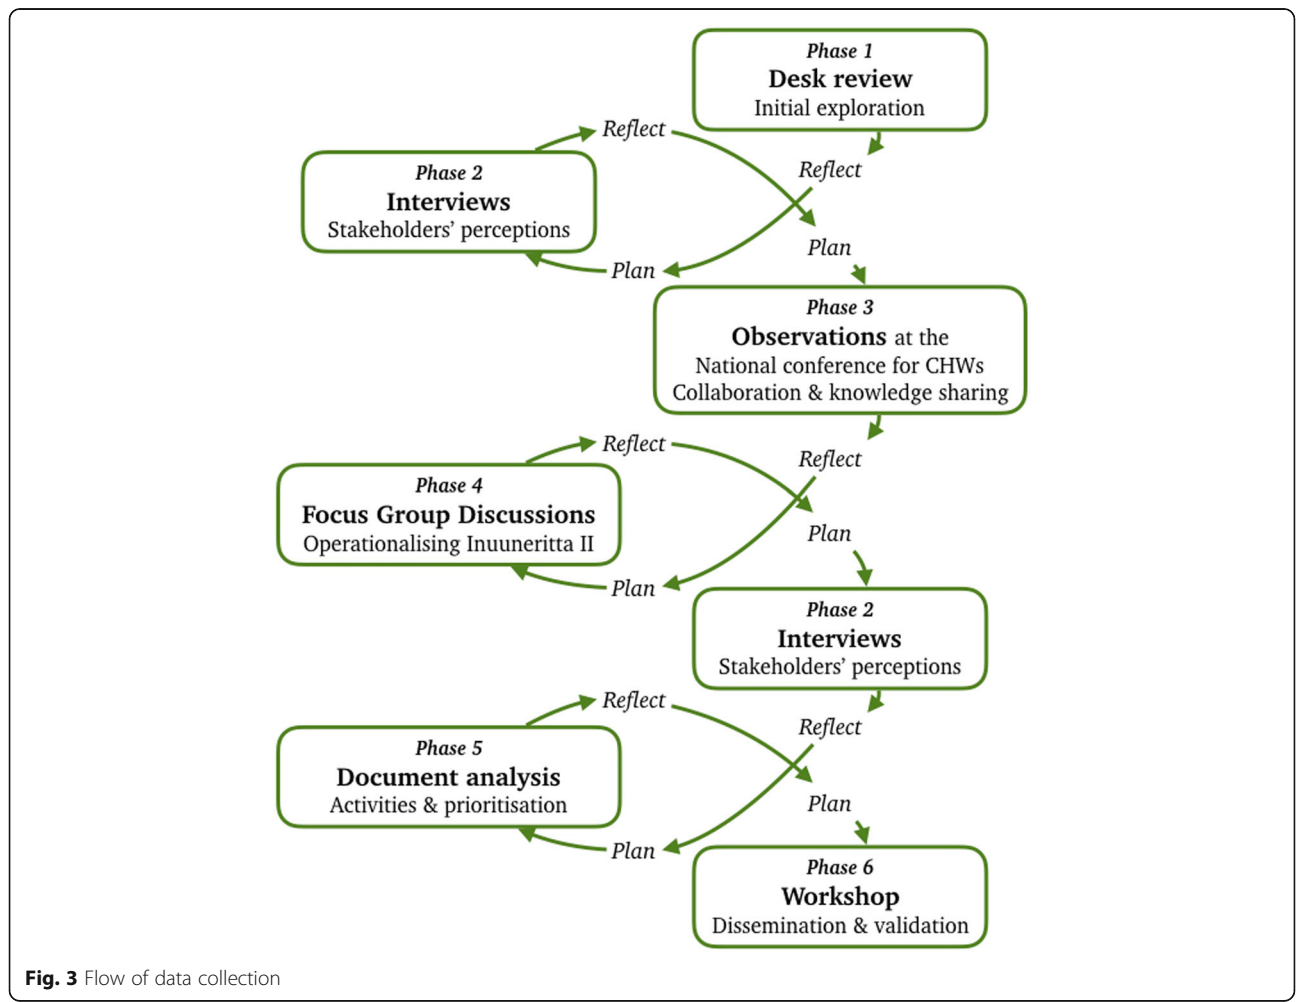 Phase 1
Desk review
Initial exploration
Reflect
Reflect
Phase 2
Interviews
Stakeholders' perceptions
Plan
Plan
Phase 3
Observations at the
National conference for CHWs
Collaboration & knowledge sharing
Reflect
Reflect
Phase 4
Focus Group Discussions
Operationalising Inuuneritta II
Plan
Plan
Phase 2
Interviews
Stakeholders' perceptions
Reflect
Reflect
Phase 5
Document analysis
Activities & prioritisation
Plan
Plan
Phase 6
Workshop
Dissemination & validation
Fig. 3 Flow of data collection